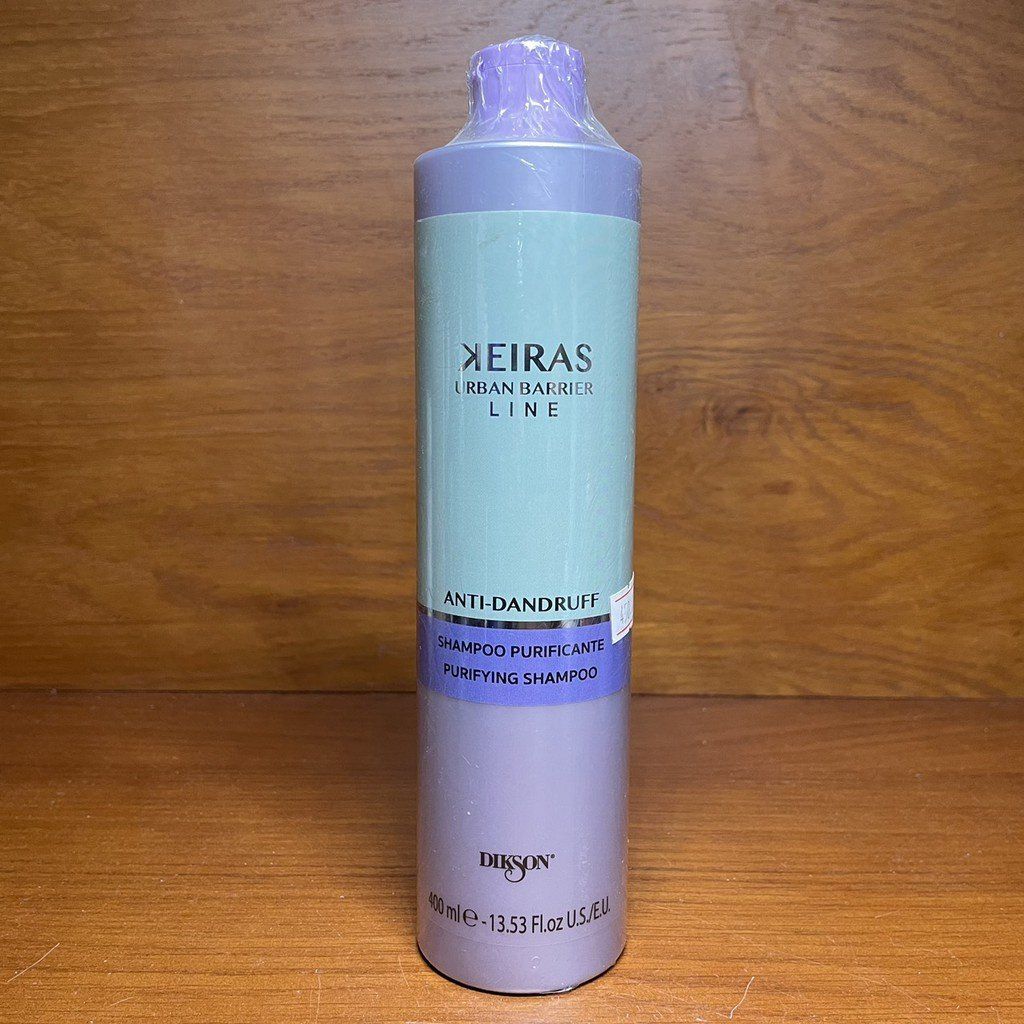 KEIRAS
URBAN BARRIER
LINE
ANTI-DANDRUFF
SHAMPOO PURIFICANTE
PURIFYING SHAMPOO
DIKSON®
400 ml ℮ - 13.53 Fl.oz U.S./E.U.